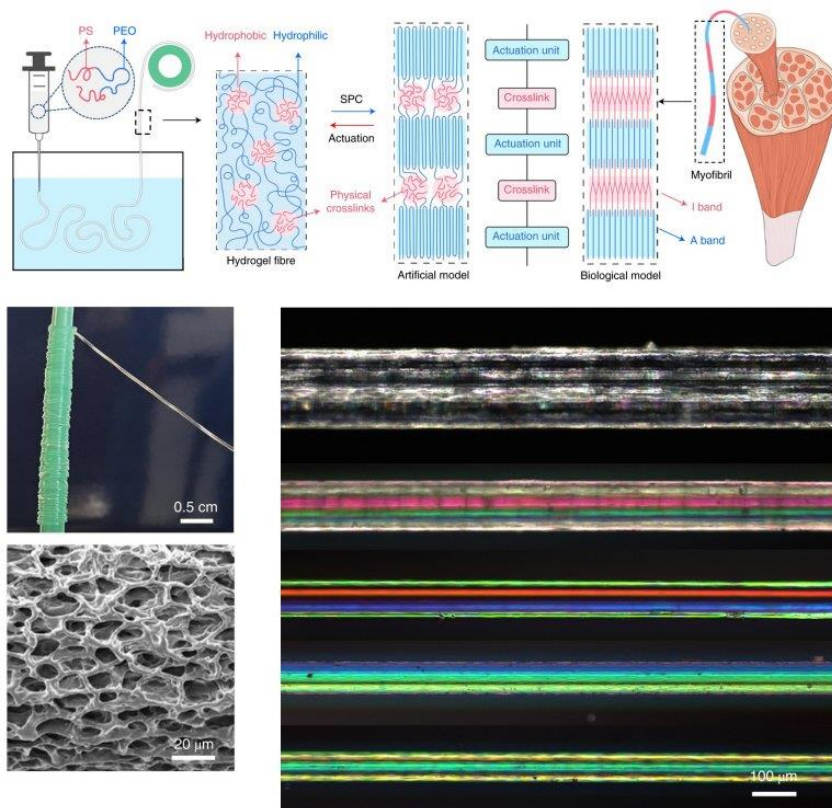 PS
PEO
Hydrophobic
Hydrophilic
SPC
Actuation
Physical
crosslinks
Hydrogel fibre
Artificial model
Actuation unit
Crosslink
Actuation unit
Crosslink
Actuation unit
Biological model
Myofibril
I band
A band
0.5 cm
20 μm
100 μm